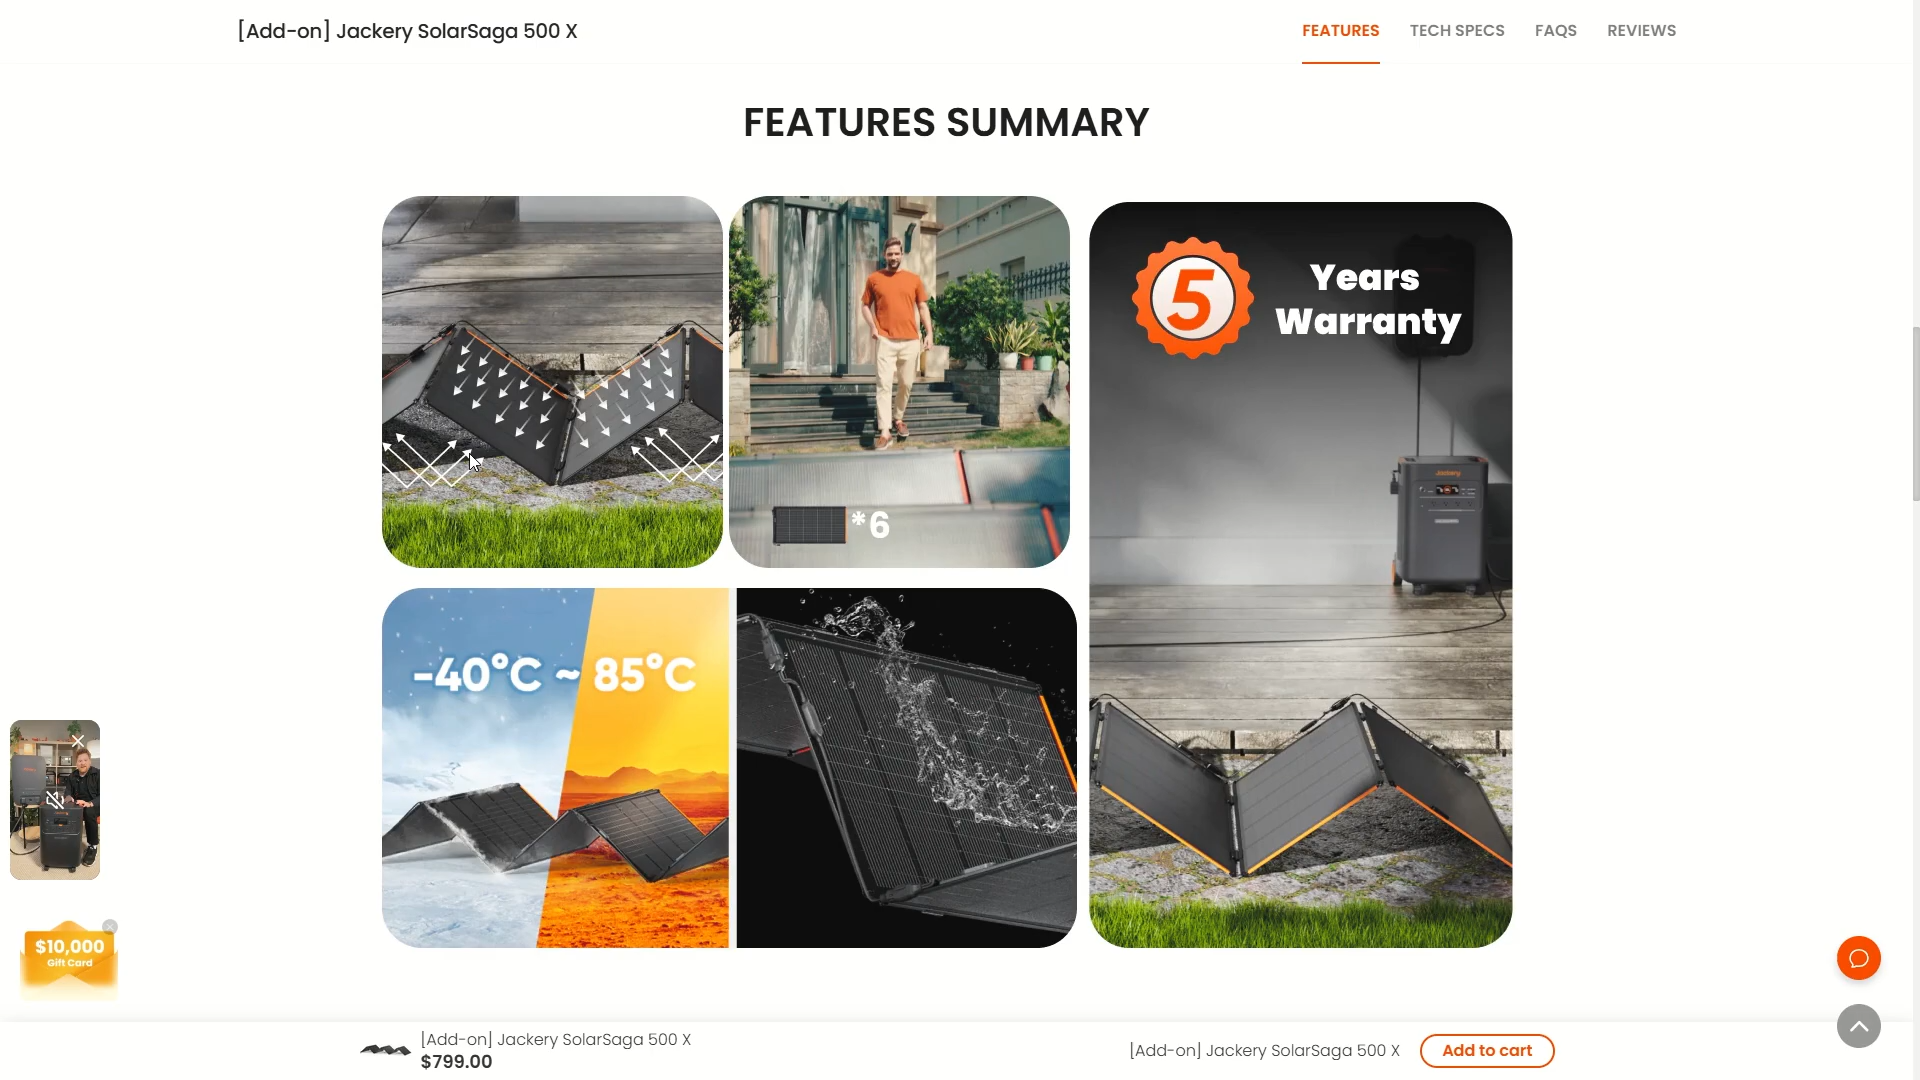 [Add-on] Jackery SolarSaga 500 X
FEATURES
TECH SPECS
FAQS
REVIEWS
FEATURES SUMMARY
*6
5
Years
Warranty
Jackery
-40°C ~ 85°C
$10,000
Gift Card
[Add-on] Jackery SolarSaga 500 X
$799.00
[Add-on] Jackery SolarSaga 500 X
Add to cart